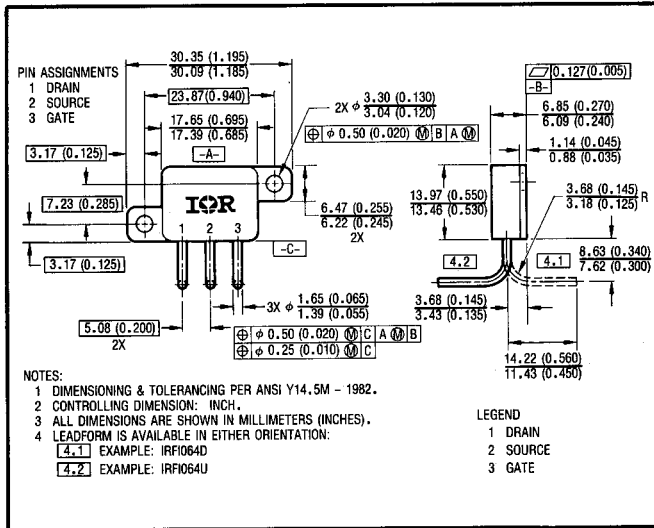 PIN ASSIGNMENTS
1 DRAIN
2 SOURCE
3 GATE
30.35 (1.195)
30.09 (1.185)
23.87(0.940)
17.65 (0.695)
17.39 (0.685)
-A-
2X ϕ 3.30 (0.130)
3.04 (0.120)
⌖ ϕ 0.50 (0.020) Ⓜ B A Ⓜ
3.17 (0.125)
7.23 (0.285)
3.17 (0.125)
IOR
1 2 3
6.47 (0.255)
6.22 (0.245)
2X
-C-
3X ϕ 1.65 (0.065)
1.39 (0.055)
5.08 (0.200)
2X
⌖ ϕ 0.50 (0.020) Ⓜ C A Ⓜ B
⌖ ϕ 0.25 (0.010) Ⓜ C
▱ 0.127(0.005)
-B-
6.85 (0.270)
6.09 (0.240)
1.14 (0.045)
0.88 (0.035)
13.97 (0.550)
13.46 (0.530)
3.68 (0.145) R
3.18 (0.125)
4.2
4.1
8.63 (0.340)
7.62 (0.300)
3.68 (0.145)
3.43 (0.135)
14.22 (0.560)
11.43 (0.450)
NOTES:
1 DIMENSIONING & TOLERANCING PER ANSI Y14.5M - 1982.
2 CONTROLLING DIMENSION: INCH.
3 ALL DIMENSIONS ARE SHOWN IN MILLIMETERS (INCHES).
4 LEADFORM IS AVAILABLE IN EITHER ORIENTATION:
4.1 EXAMPLE: IRFI064D
4.2 EXAMPLE: IRFI064U
LEGEND
1 DRAIN
2 SOURCE
3 GATE